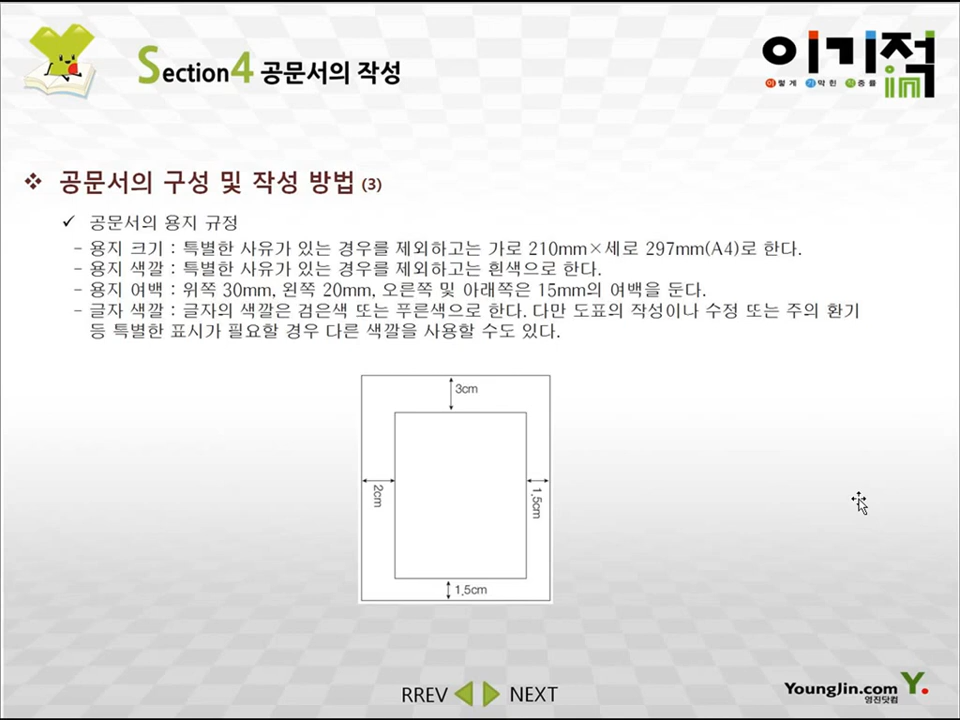 Section4 공문서의 작성
이기적in
이렇게 기막힌 적중률
❖ 공문서의 구성 및 작성 방법 (3)
✓ 공문서의 용지 규정
- 용지 크기 : 특별한 사유가 있는 경우를 제외하고는 가로 210mm×세로 297mm(A4)로 한다.
- 용지 색깔 : 특별한 사유가 있는 경우를 제외하고는 흰색으로 한다.
- 용지 여백 : 위쪽 30mm, 왼쪽 20mm, 오른쪽 및 아래쪽은 15mm의 여백을 둔다.
- 글자 색깔 : 글자의 색깔은 검은색 또는 푸른색으로 한다. 다만 도표의 작성이나 수정 또는 주의 환기
등 특별한 표시가 필요할 경우 다른 색깔을 사용할 수도 있다.
3cm
2cm
1.5cm
1.5cm
RREV NEXT
YoungJin.com Y.
영진닷컴